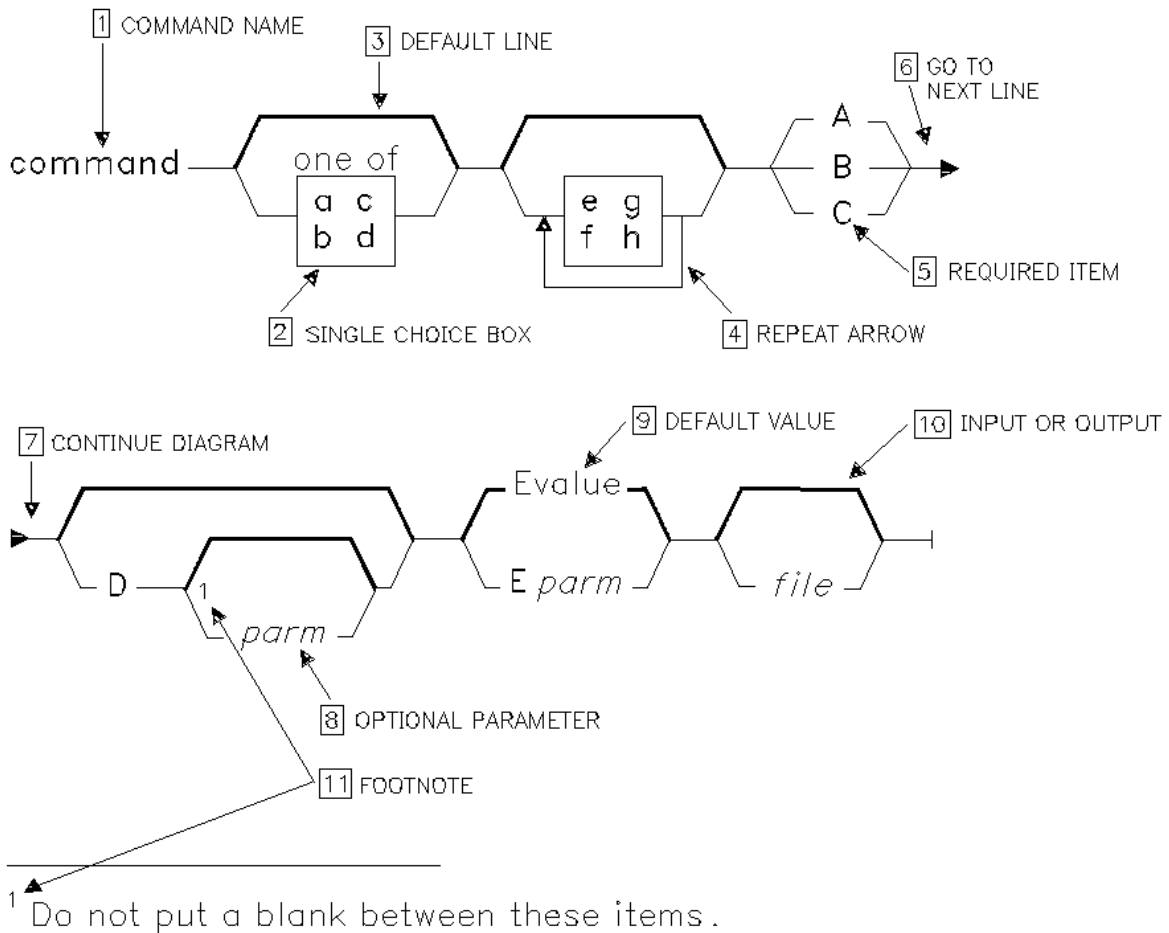 1 COMMAND NAME
3 DEFAULT LINE
6 GO TO
NEXT LINE
command
one of
a c
b d
e g
f h
A
B
C
5 REQUIRED ITEM
2 SINGLE CHOICE BOX
4 REPEAT ARROW
7 CONTINUE DIAGRAM
9 DEFAULT VALUE
10 INPUT OR OUTPUT
Evalue
D
1
parm
E parm
file
8 OPTIONAL PARAMETER
11 FOOTNOTE
1 Do not put a blank between these items.